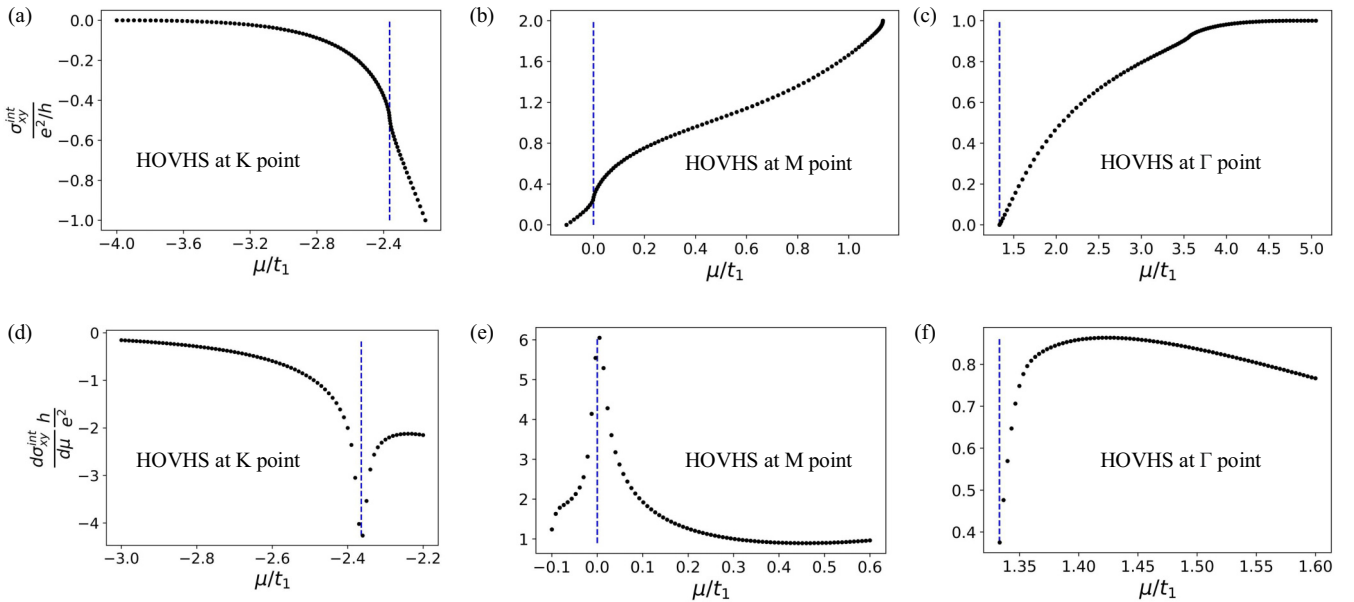 (a)
σ_xy^int / e²/h
0.0
−0.2
−0.4
−0.6
−0.8
−1.0
HOVHS at K point
−4.0 −3.6 −3.2 −2.8 −2.4
μ/t₁
(b)
2.0
1.6
1.2
0.8
0.4
0.0
HOVHS at M point
0.0 0.2 0.4 0.6 0.8 1.0
μ/t₁
(c)
1.0
0.8
0.6
0.4
0.2
0.0
HOVHS at Γ point
1.5 2.0 2.5 3.0 3.5 4.0 4.5 5.0
μ/t₁
(d)
dσ_xy^int/dμ h/e²
0
−1
−2
−3
−4
HOVHS at K point
−3.0 −2.8 −2.6 −2.4 −2.2
μ/t₁
(e)
6
5
4
3
2
1
HOVHS at M point
−0.1 0.0 0.1 0.2 0.3 0.4 0.5 0.6
μ/t₁
(f)
0.8
0.7
0.6
0.5
0.4
HOVHS at Γ point
1.35 1.40 1.45 1.50 1.55 1.60
μ/t₁